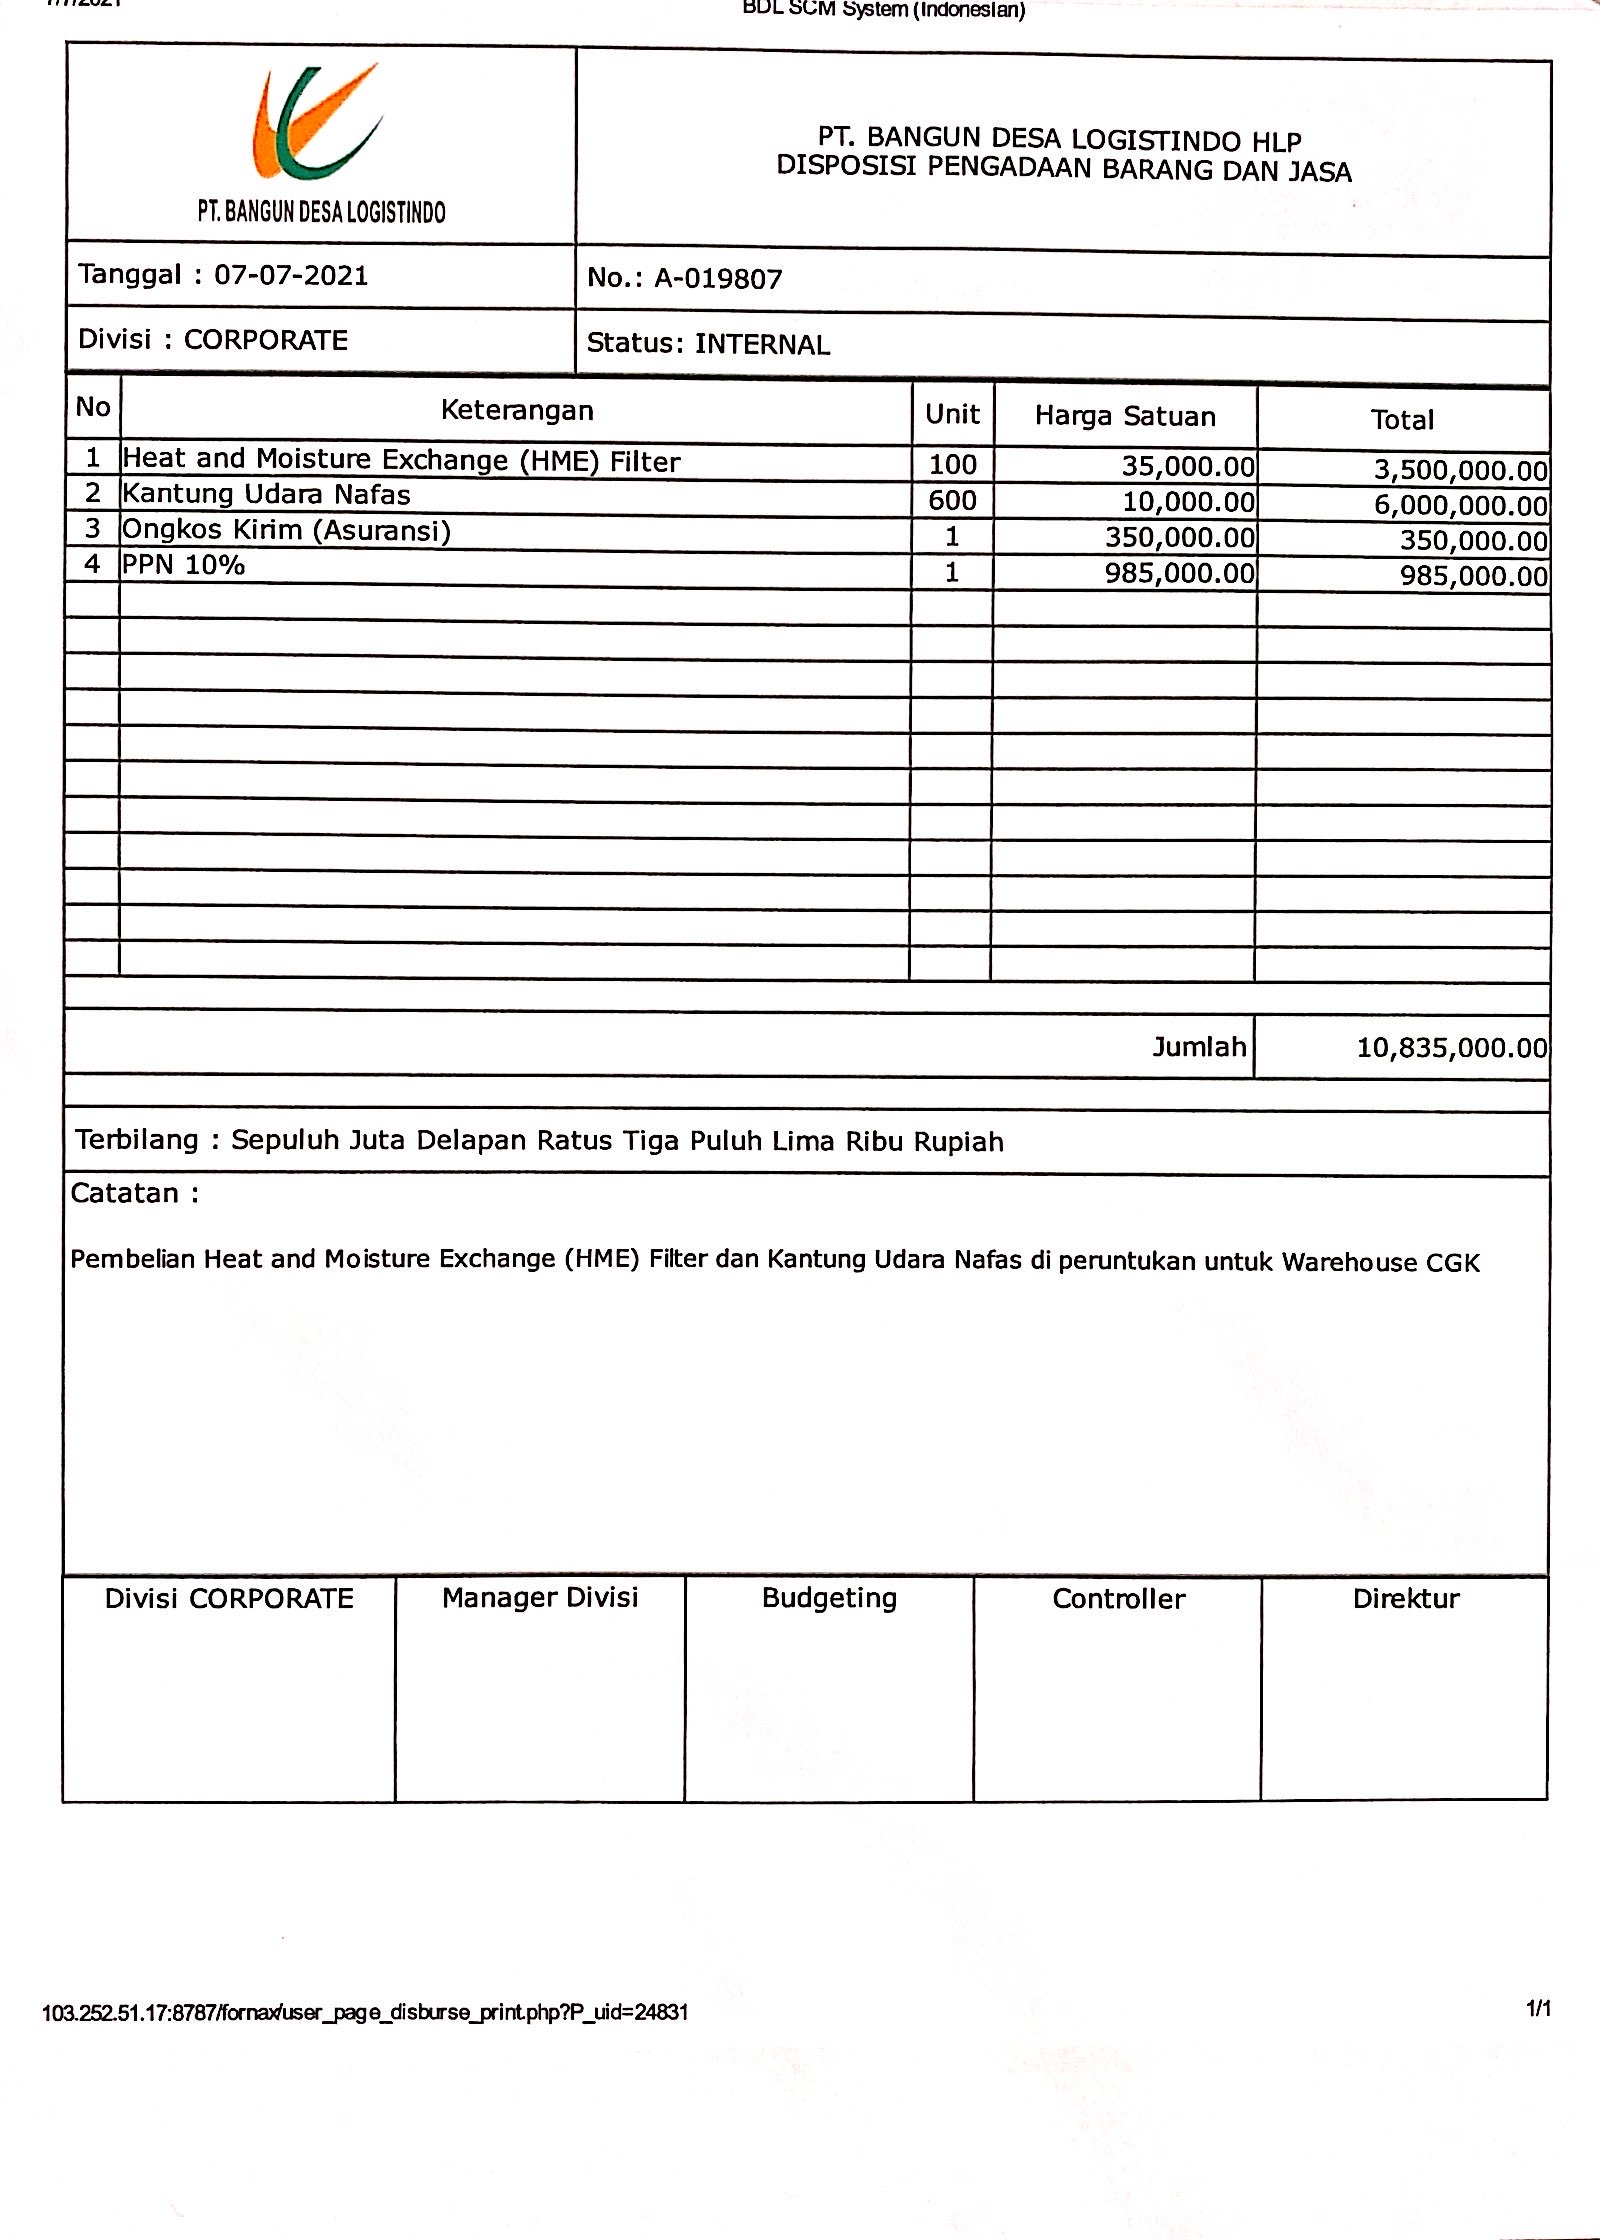 7/7/2021 BDL SCM System (Indonesian)
PT. BANGUN DESA LOGISTINDO
PT. BANGUN DESA LOGISTINDO HLP
DISPOSISI PENGADAAN BARANG DAN JASA
Tanggal : 07-07-2021 No.: A-019807
Divisi : CORPORATE Status: INTERNAL
No Keterangan Unit Harga Satuan Total
1 Heat and Moisture Exchange (HME) Filter 100 35,000.00 3,500,000.00
2 Kantung Udara Nafas 600 10,000.00 6,000,000.00
3 Ongkos Kirim (Asuransi) 1 350,000.00 350,000.00
4 PPN 10% 1 985,000.00 985,000.00
Jumlah 10,835,000.00
Terbilang : Sepuluh Juta Delapan Ratus Tiga Puluh Lima Ribu Rupiah
Catatan :
Pembelian Heat and Moisture Exchange (HME) Filter dan Kantung Udara Nafas di peruntukan untuk Warehouse CGK
Divisi CORPORATE Manager Divisi Budgeting Controller Direktur
103.252.51.17:8787/fornax/user_page_disburse_print.php?P_uid=24831 1/1